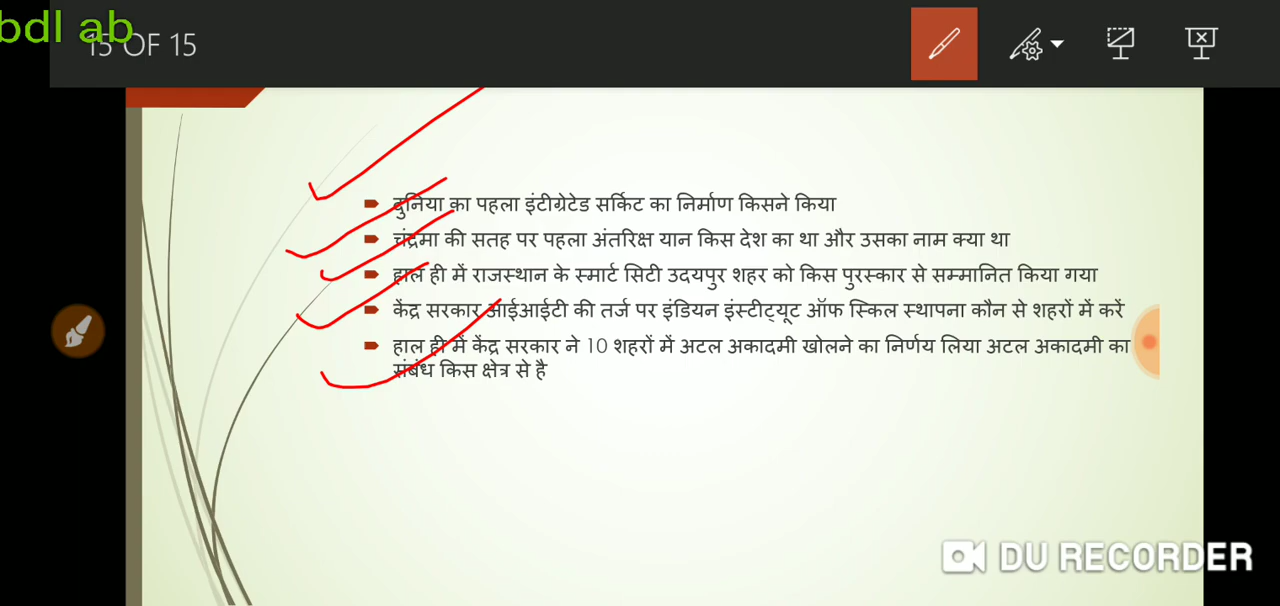 bdl ab
15 OF 15
दुनिया का पहला इंटीग्रेटेड सर्किट का निर्माण किसने किया
चंद्रमा की सतह पर पहला अंतरिक्ष यान किस देश का था और उसका नाम क्या था
हाल ही में राजस्थान के स्मार्ट सिटी उदयपुर शहर को किस पुरस्कार से सम्मानित किया गया
केंद्र सरकार आईआईटी की तर्ज पर इंडियन इंस्टीट्यूट ऑफ स्किल स्थापना कौन से शहरों में करें
हाल ही में केंद्र सरकार ने 10 शहरों में अटल अकादमी खोलने का निर्णय लिया अटल अकादमी का
संबंध किस क्षेत्र से है
DU RECORDER